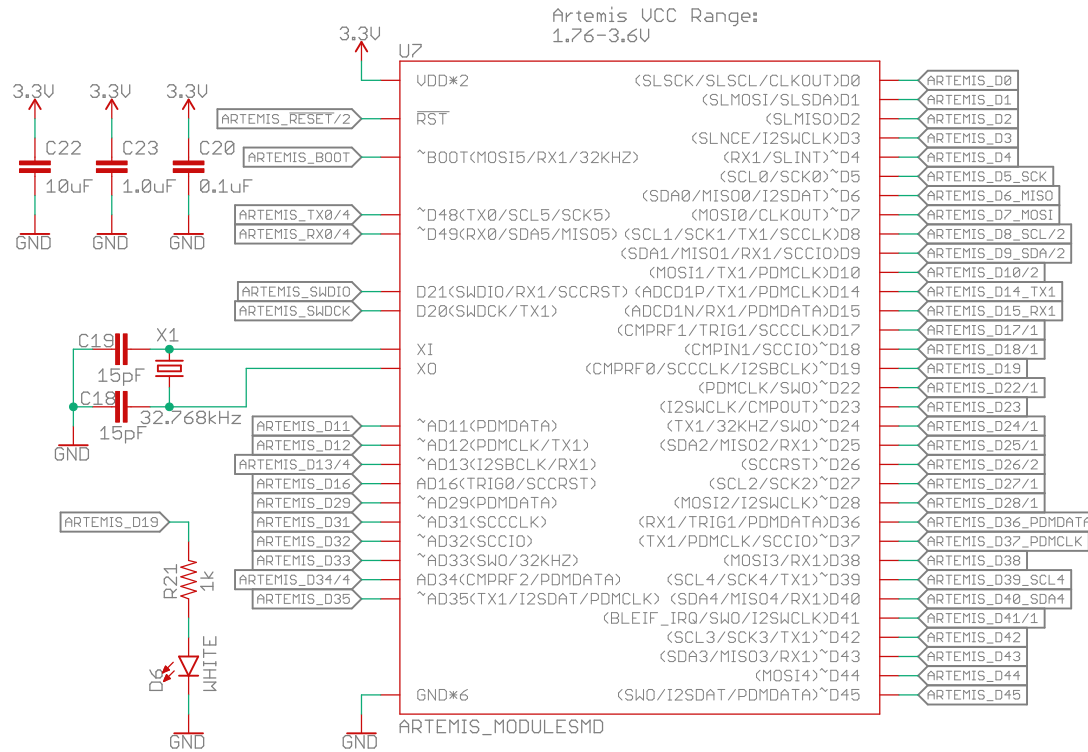 Artemis VCC Range:
1.76-3.6V
3.3V
U7
VDD*2
ARTEMIS_RESET/2
RST
ARTEMIS_BOOT
~BOOT(MOSI5/RX1/32KHZ)
ARTEMIS_TX0/4
~D48(TX0/SCL5/SCK5)
ARTEMIS_RX0/4
~D49(RX0/SDA5/MISO5)
ARTEMIS_SWDIO
D21(SWDIO/RX1/SCCRST)
ARTEMIS_SWDCK
D20(SWDCK/TX1)
XI
XO
ARTEMIS_D11
~AD11(PDMDATA)
ARTEMIS_D12
~AD12(PDMCLK/TX1)
ARTEMIS_D13/4
~AD13(I2SBCLK/RX1)
ARTEMIS_D16
AD16(TRIG0/SCCRST)
ARTEMIS_D29
~AD29(PDMDATA)
ARTEMIS_D31
~AD31(SCCCLK)
ARTEMIS_D32
~AD32(SCCIO)
ARTEMIS_D33
~AD33(SWO/32KHZ)
ARTEMIS_D34/4
AD34(CMPRF2/PDMDATA)
ARTEMIS_D35
~AD35(TX1/I2SDAT/PDMCLK)
GND*6
GND
ARTEMIS_MODULESMD
(SLSCK/SLSCL/CLKOUT)D0
ARTEMIS_D0
(SLMOSI/SLSDA)D1
ARTEMIS_D1
(SLMISO)D2
ARTEMIS_D2
(SLNCE/I2SWCLK)D3
ARTEMIS_D3
(RX1/SLINT)~D4
ARTEMIS_D4
(SCL0/SCK0)~D5
ARTEMIS_D5_SCK
(SDA0/MISO0/I2SDAT)~D6
ARTEMIS_D6_MISO
(MOSI0/CLKOUT)~D7
ARTEMIS_D7_MOSI
(SCL1/SCK1/TX1/SCCLK)D8
ARTEMIS_D8_SCL/2
(SDA1/MISO1/RX1/SCCIO)D9
ARTEMIS_D9_SDA/2
(MOSI1/TX1/PDMCLK)D10
ARTEMIS_D10/2
(ADCD1P/TX1/PDMCLK)D14
ARTEMIS_D14_TX1
(ADCD1N/RX1/PDMDATA)D15
ARTEMIS_D15_RX1
(CMPRF1/TRIG1/SCCCLK)D17
ARTEMIS_D17/1
(CMPIN1/SCCIO)~D18
ARTEMIS_D18/1
(CMPRF0/SCCCLK/I2SBCLK)~D19
ARTEMIS_D19
(PDMCLK/SWO)~D22
ARTEMIS_D22/1
(I2SWCLK/CMPOUT)~D23
ARTEMIS_D23
(TX1/32KHZ/SWO)~D24
ARTEMIS_D24/1
(SDA2/MISO2/RX1)~D25
ARTEMIS_D25/1
(SCCRST)~D26
ARTEMIS_D26/2
(SCL2/SCK2)~D27
ARTEMIS_D27/1
(MOSI2/I2SWCLK)~D28
ARTEMIS_D28/1
(RX1/TRIG1/PDMDATA)D36
ARTEMIS_D36_PDMDATA
(TX1/PDMCLK/SCCIO)~D37
ARTEMIS_D37_PDMCLK
(MOSI3/RX1)D38
ARTEMIS_D38
(SCL4/SCK4/TX1)~D39
ARTEMIS_D39_SCL4
(SDA4/MISO4/RX1)D40
ARTEMIS_D40_SDA4
(BLEIF_IRQ/SWO/I2SWCLK)D41
ARTEMIS_D41/1
(SCL3/SCK3/TX1)~D42
ARTEMIS_D42
(SDA3/MISO3/RX1)~D43
ARTEMIS_D43
(MOSI4)~D44
ARTEMIS_D44
(SWO/I2SDAT/PDMDATA)~D45
ARTEMIS_D45
3.3V
3.3V
3.3V
C22
C23
C20
10uF
1.0uF
0.1uF
GND
GND
GND
C19
X1
15pF
C18
32.768kHz
15pF
GND
ARTEMIS_D19
R21
1k
D6
WHITE
GND